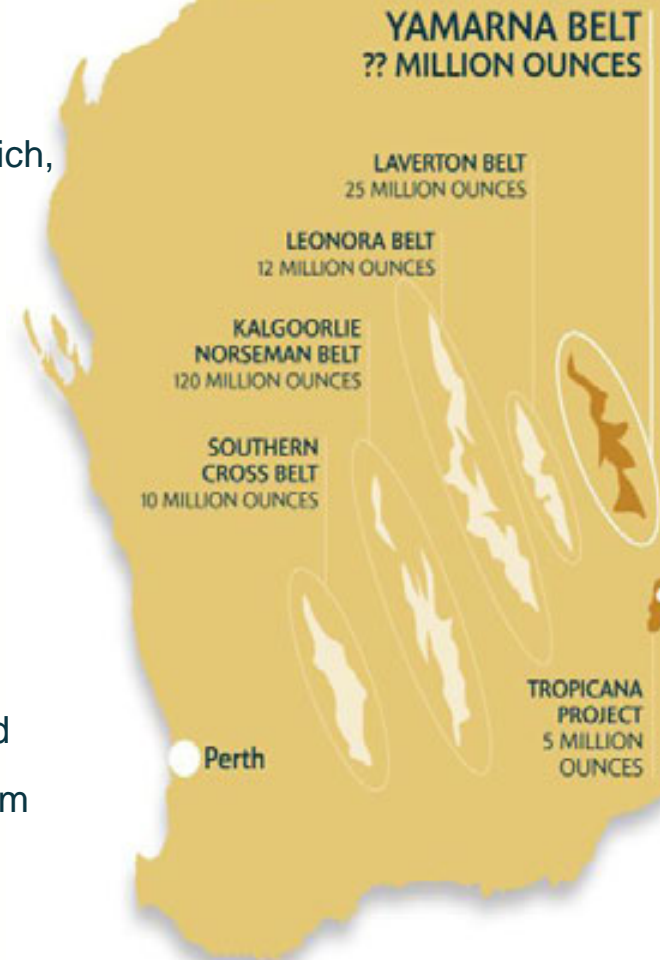 YAMARNA BELT
?? MILLION OUNCES
ich,
LAVERTON BELT
25 MILLION OUNCES
LEONORA BELT
12 MILLION OUNCES
KALGOORLIE
NORSEMAN BELT
120 MILLION OUNCES
SOUTHERN
CROSS BELT
10 MILLION OUNCES
TROPICANA
PROJECT
5 MILLION
OUNCES
d
Perth
m